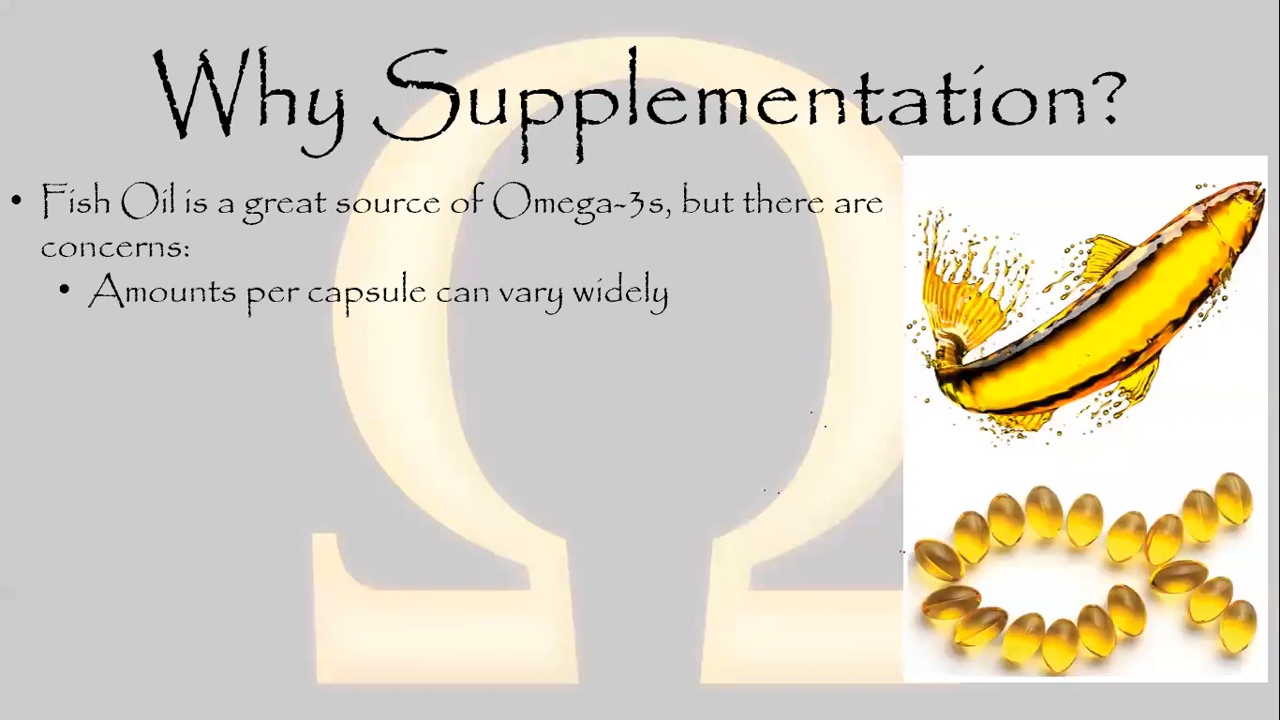 Why Supplementation?
• Fish Oil is a great source of Omega-3s, but there are
concerns:
• Amounts per capsule can vary widely